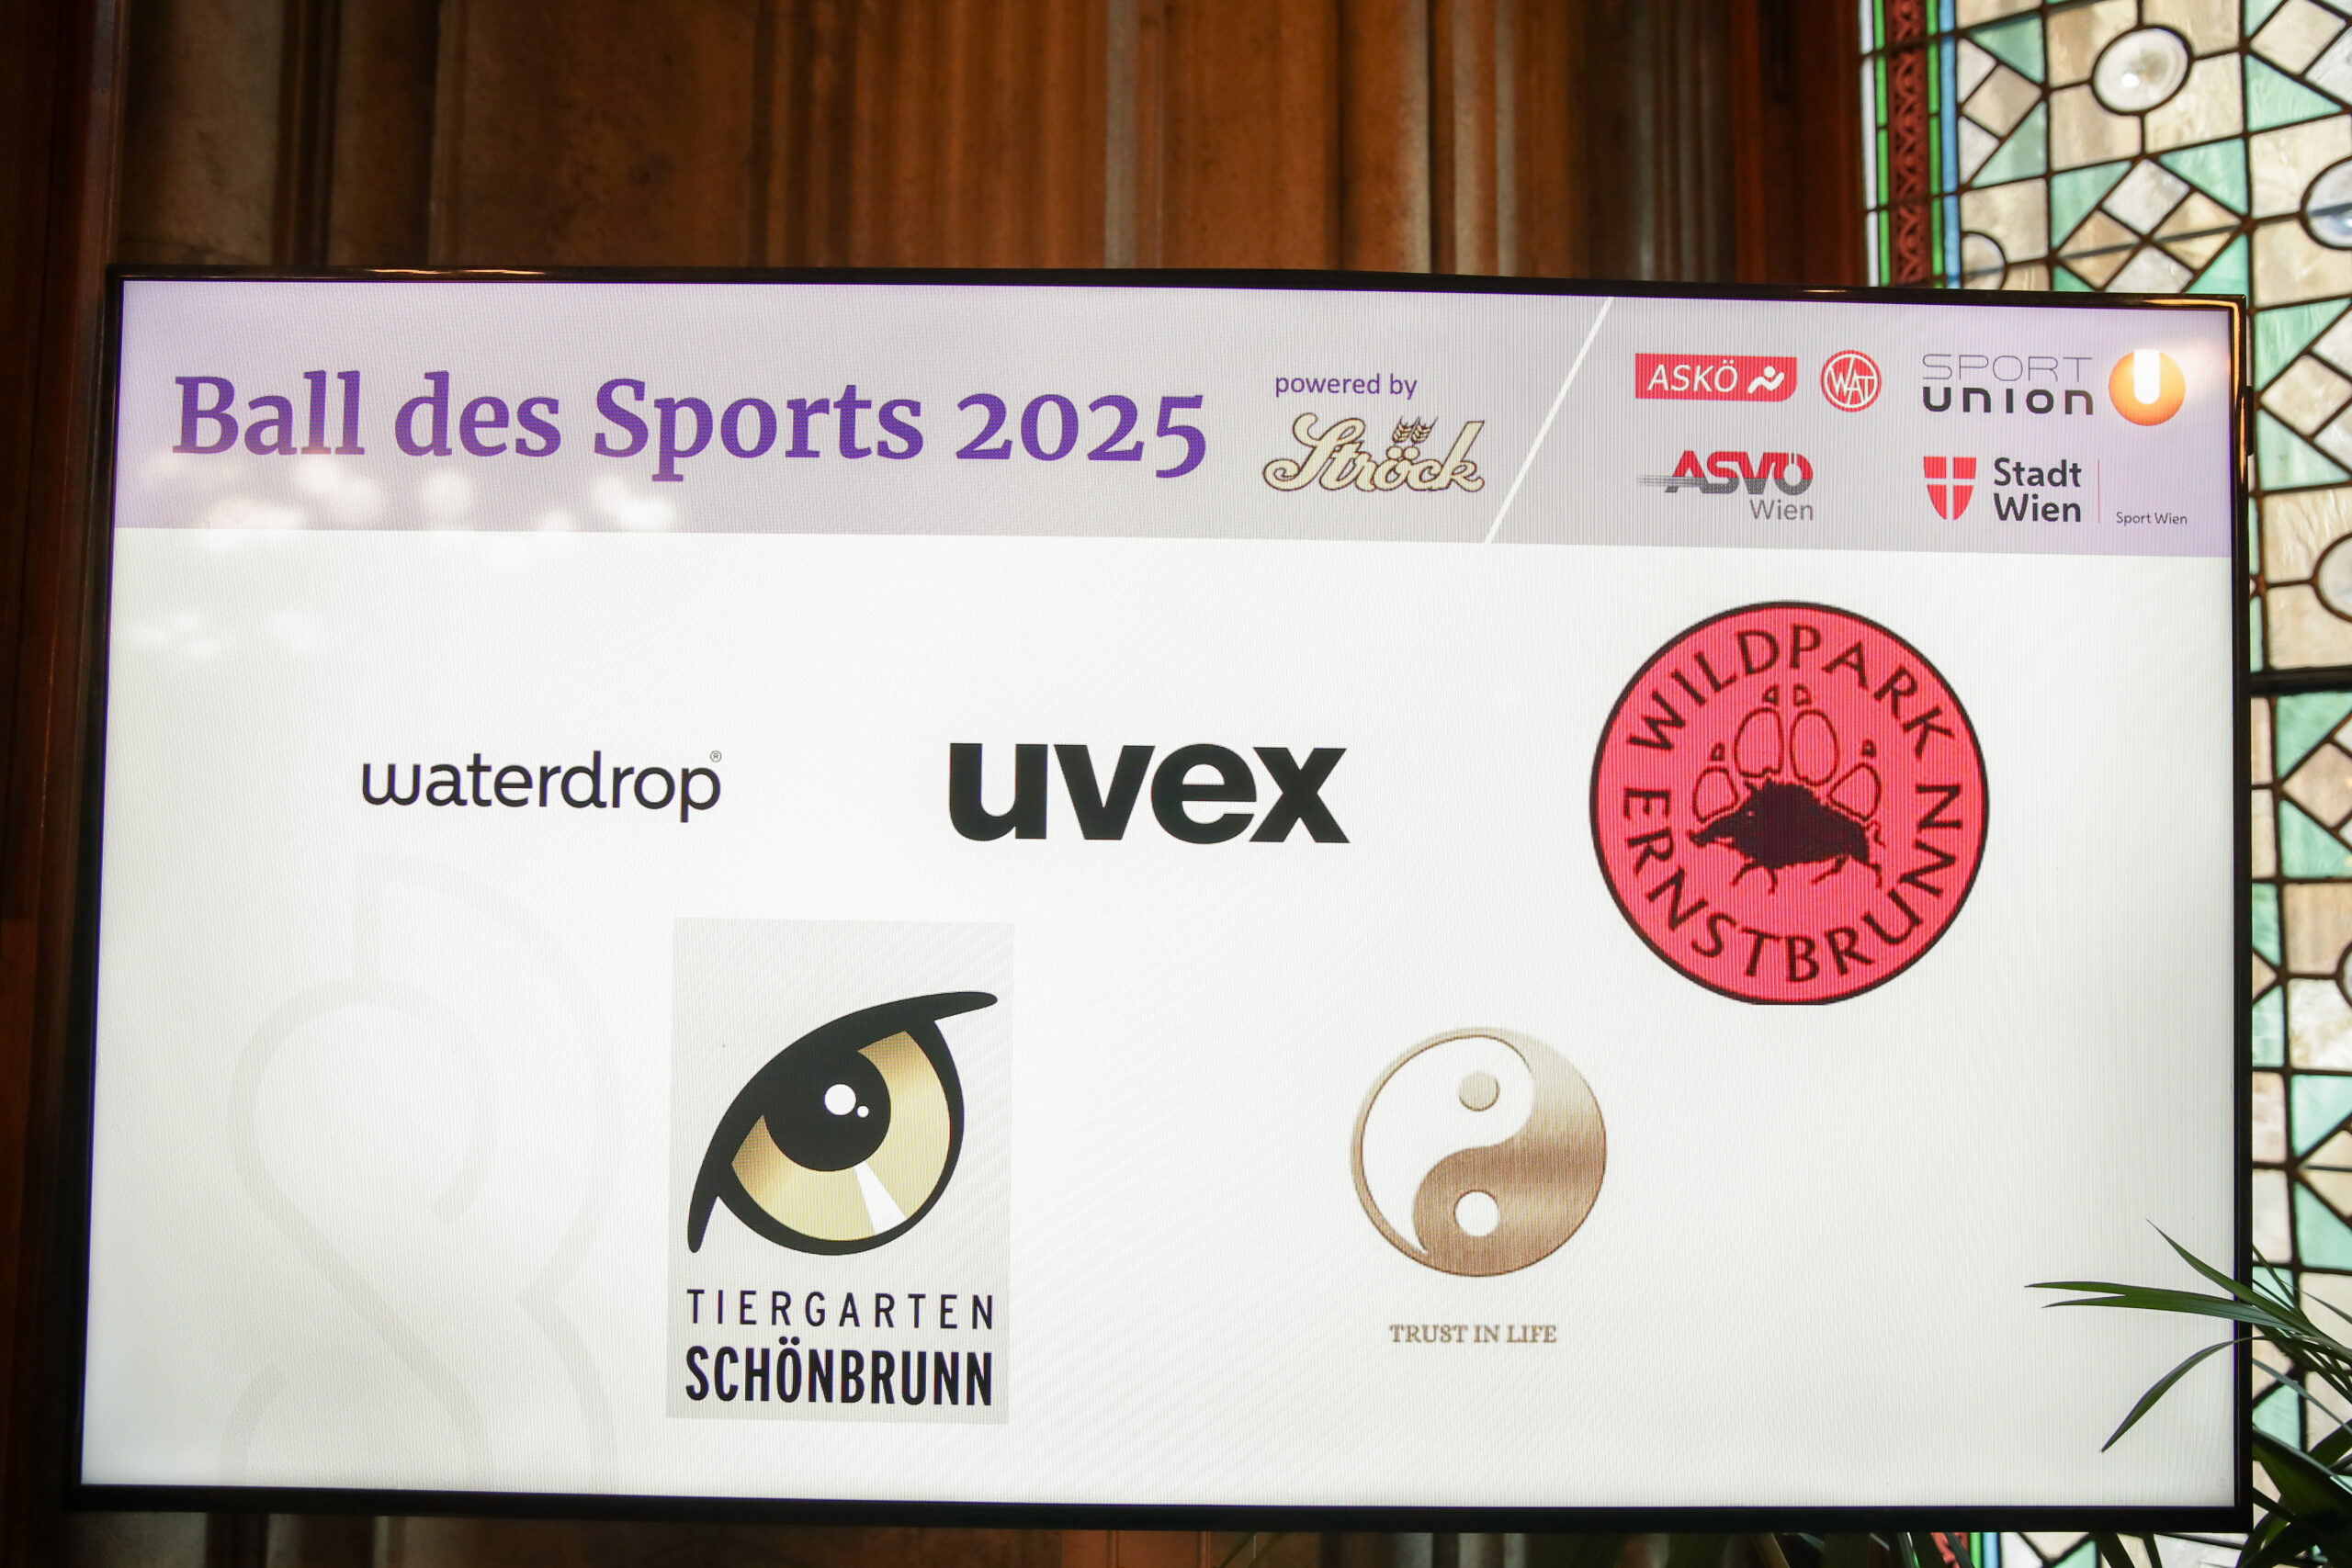 Ball des Sports 2025
powered by
Ströck
ASKÖ
WAT
SPORT
UNION
ASVÖ
Wien
Stadt
Wien
Sport Wien
waterdrop®
uvex
WILDPARK
ERNSTBRUNN
TIERGARTEN
SCHÖNBRUNN
TRUST IN LIFE